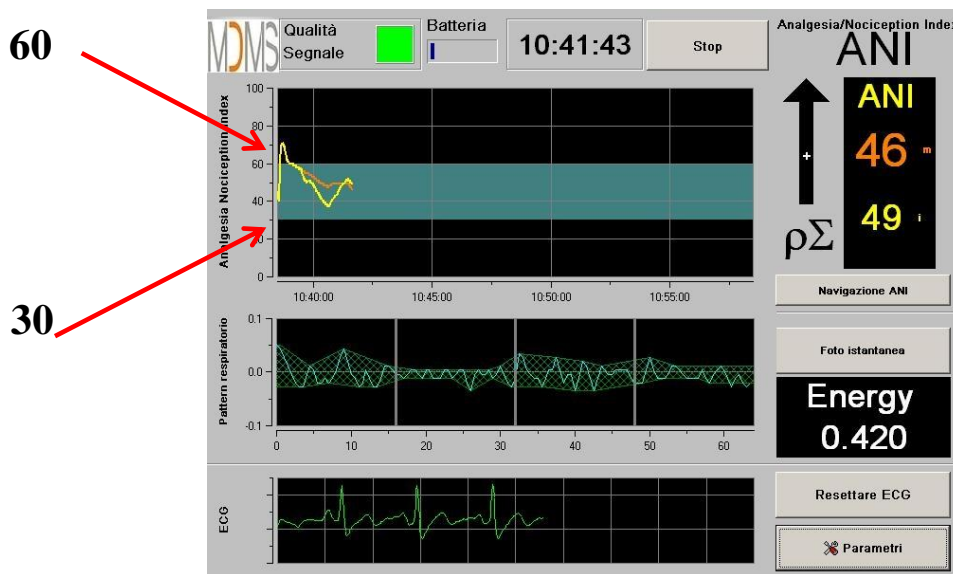 60
30
MDMS
Qualità
Segnale
Batteria
10:41:43
Stop
Analgesia/Nociception Index
ANI
ANI
46 m
49 i
+
ρΣ
Navigazione ANI
Analgesia Nociception Index
100
80
60
40
20
0
10:40:00 10:45:00 10:50:00 10:55:00
Pattern respiratorio
0.1
0.0
-0.1
0 10 20 30 40 50 60
Foto istantanea
Energy
0.420
ECG
Resettare ECG
Parametri